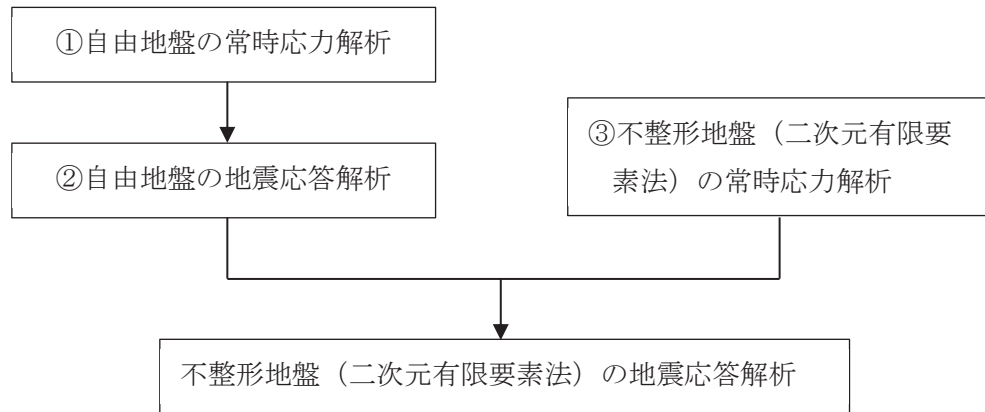 ①自由地盤の常時応力解析
②自由地盤の地震応答解析
③不整形地盤（二次元有限要
素法）の常時応力解析
不整形地盤（二次元有限要素法）の地震応答解析